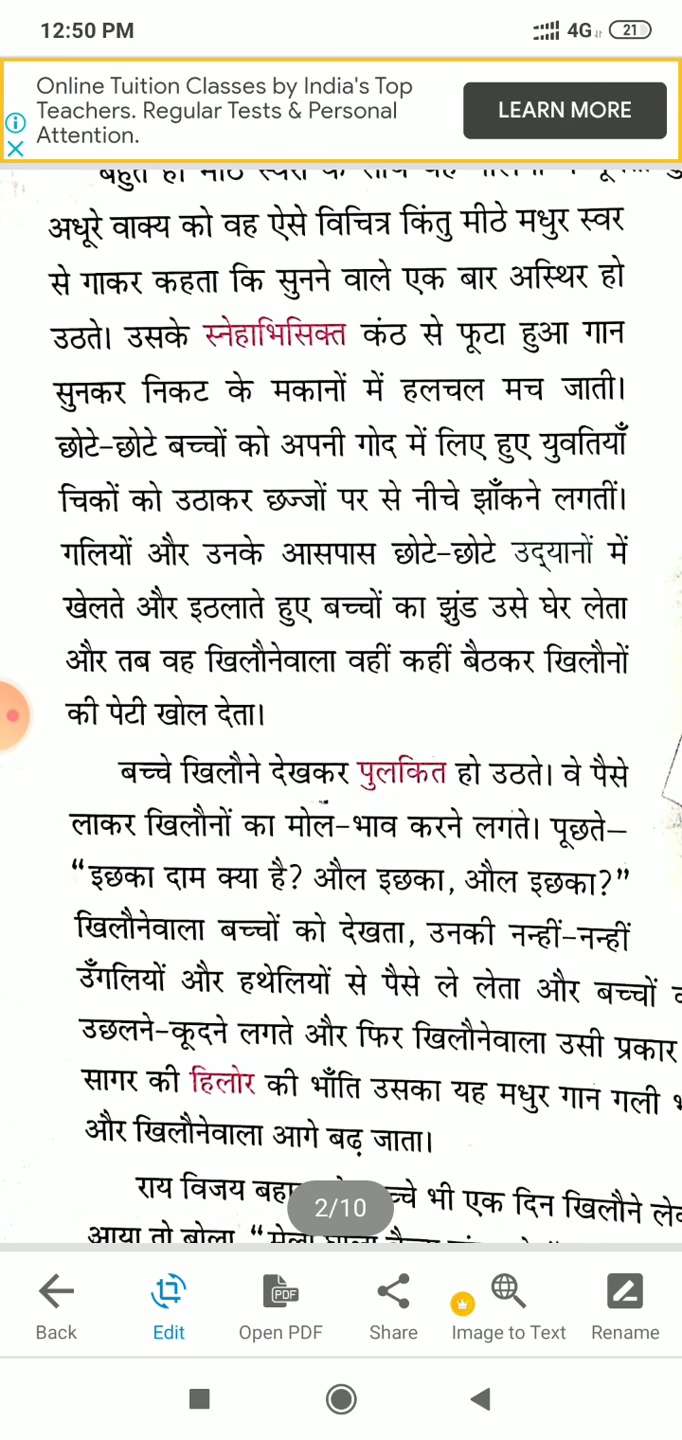 12:50 PM
4G 21
Online Tuition Classes by India's Top
Teachers. Regular Tests & Personal
Attention.
LEARN MORE
बहुत ही मीठे स्वरों के साथ वह
अधूरे वाक्य को वह ऐसे विचित्र किंतु मीठे मधुर स्वर
से गाकर कहता कि सुनने वाले एक बार अस्थिर हो
उठते। उसके स्नेहाभिसिक्त कंठ से फूटा हुआ गान
सुनकर निकट के मकानों में हलचल मच जाती।
छोटे-छोटे बच्चों को अपनी गोद में लिए हुए युवतियाँ
चिकों को उठाकर छज्जों पर से नीचे झाँकने लगतीं।
गलियों और उनके आसपास छोटे-छोटे उद्‌यानों में
खेलते और इठलाते हुए बच्चों का झुंड उसे घेर लेता
और तब वह खिलौनेवाला वहीं कहीं बैठकर खिलौनों
की पेटी खोल देता।
बच्चे खिलौने देखकर पुलकित हो उठते। वे पैसे
लाकर खिलौनों का मोल-भाव करने लगते। पूछते–
“इछका दाम क्या है? औल इछका, औल इछका?”
खिलौनेवाला बच्चों को देखता, उनकी नन्हीं-नन्हीं
उँगलियों और हथेलियों से पैसे ले लेता और बच्चों
उछलने-कूदने लगते और फिर खिलौनेवाला उसी प्रकार
सागर की हिलोर की भाँति उसका यह मधुर गान गली
और खिलौनेवाला आगे बढ़ जाता।
राय विजय भी एक दिन खिलौने
आया तो बोला
2/10
Back
Edit
Open PDF
Share
Image to Text
Rename